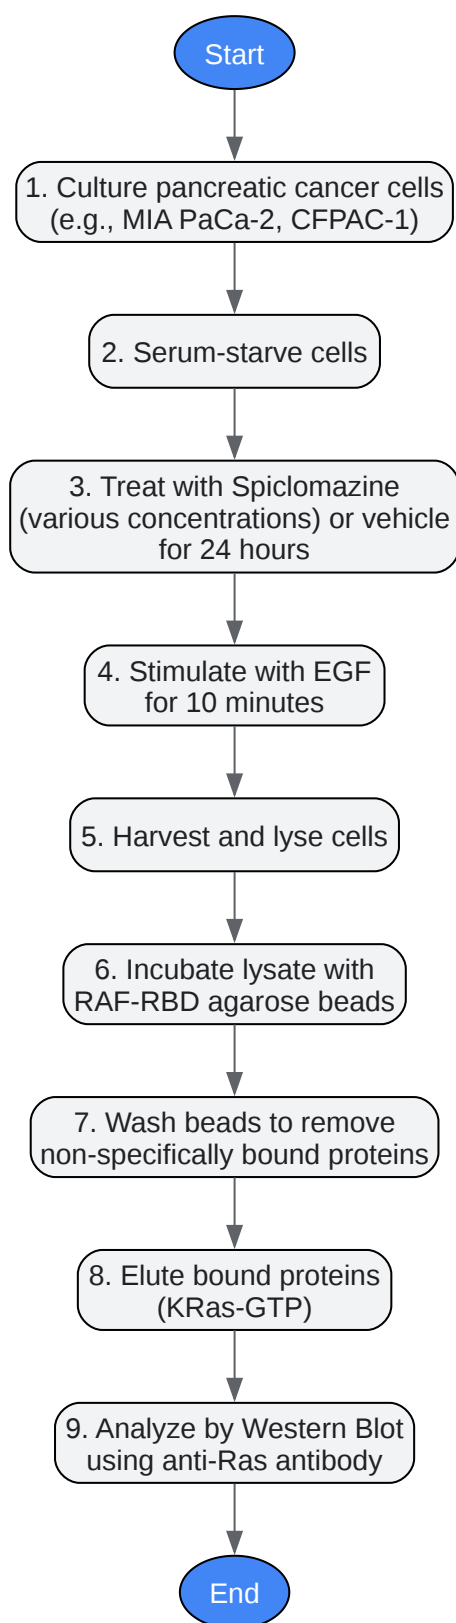 Start
1. Culture pancreatic cancer cells
(e.g., MIA PaCa-2, CFPAC-1)
2. Serum-starve cells
3. Treat with Spiclomazine
(various concentrations) or vehicle
for 24 hours
4. Stimulate with EGF
for 10 minutes
5. Harvest and lyse cells
6. Incubate lysate with
RAF-RBD agarose beads
7. Wash beads to remove
non-specifically bound proteins
8. Elute bound proteins
(KRas-GTP)
9. Analyze by Western Blot
using anti-Ras antibody
End